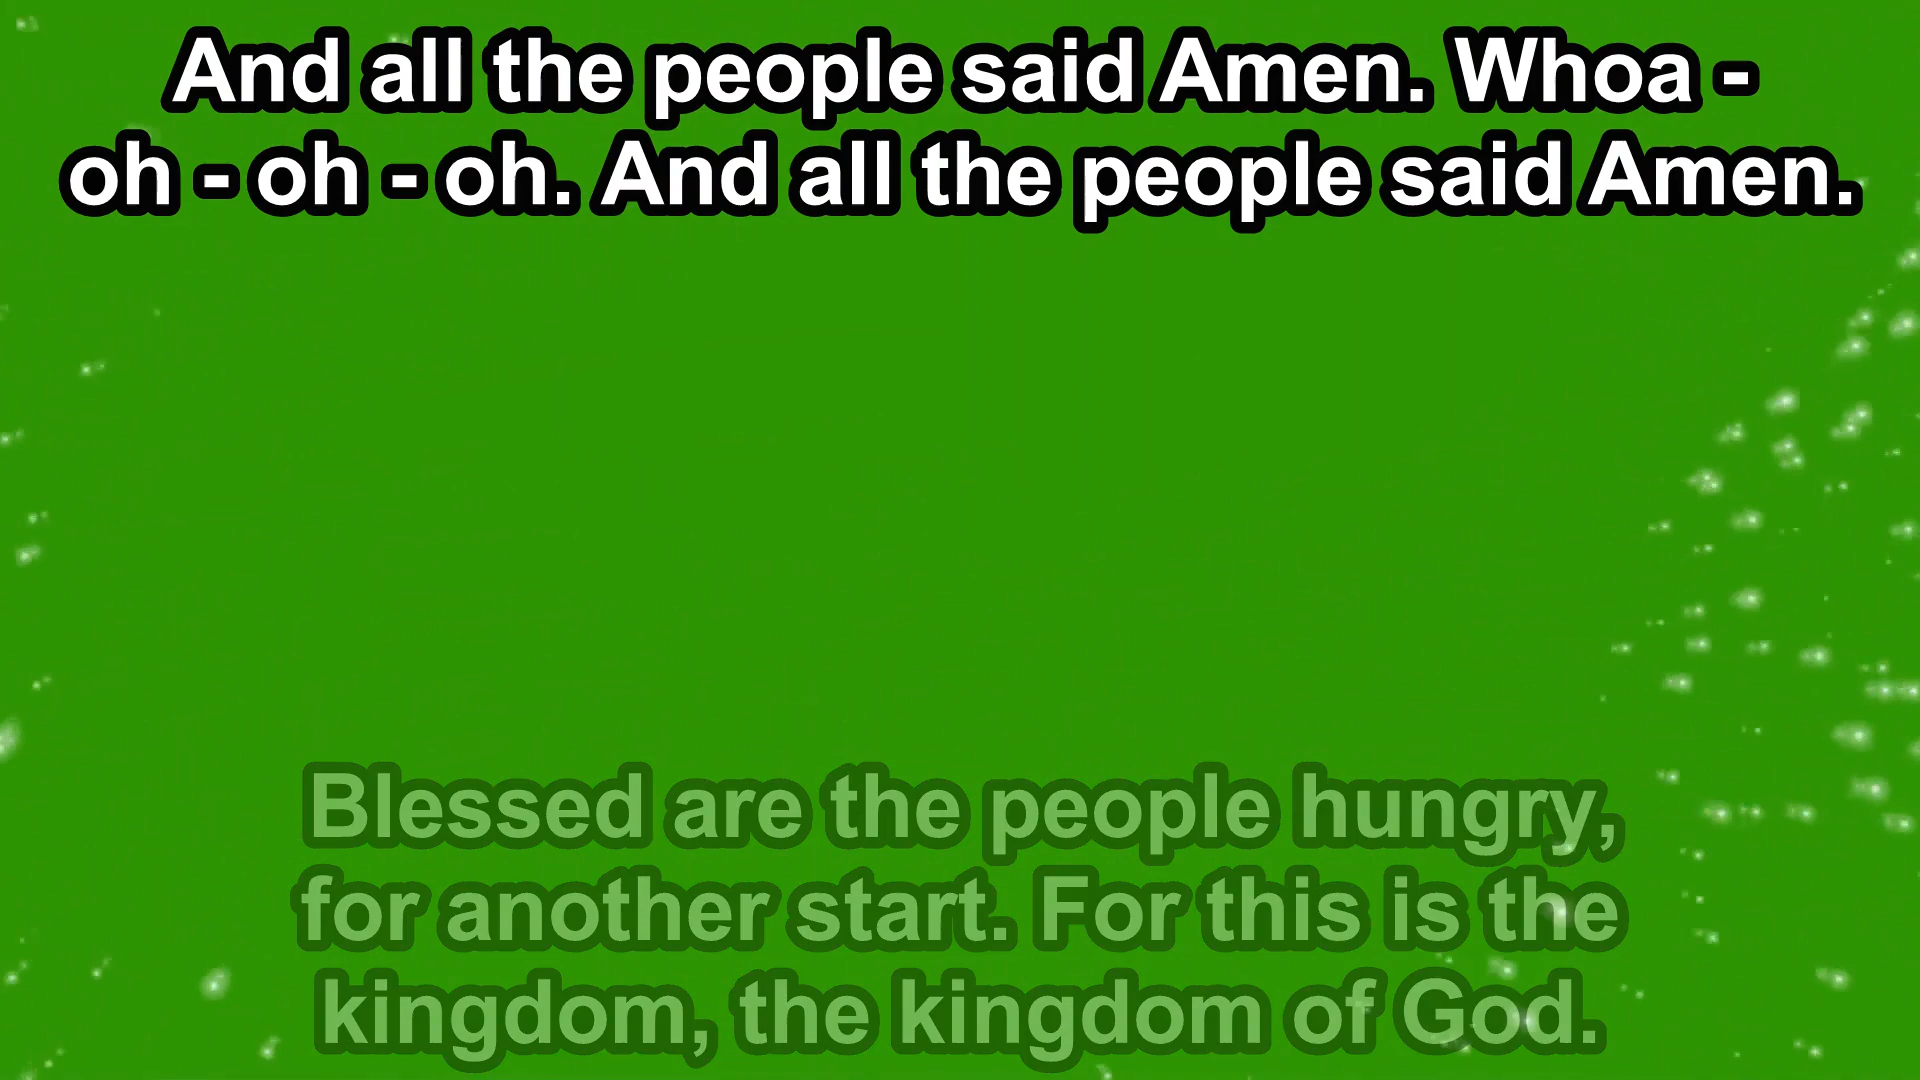 And all the people said Amen. Whoa -
oh - oh - oh. And all the people said Amen.
Blessed are the people hungry,
for another start. For this is the
kingdom, the kingdom of God.